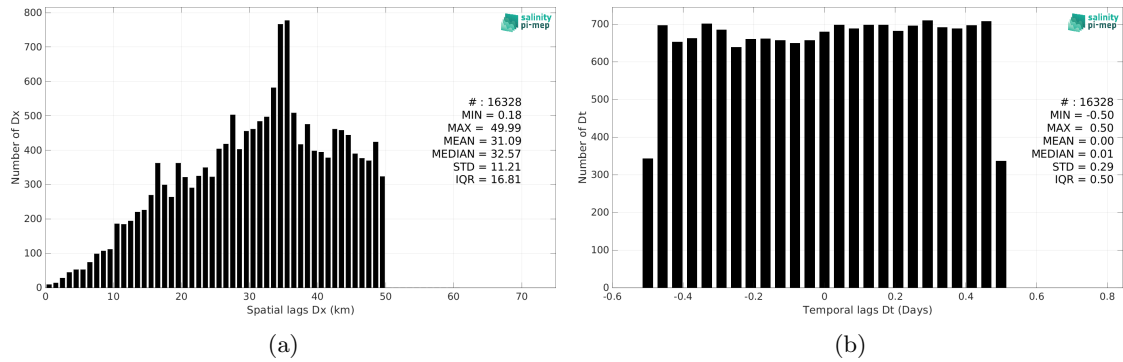 800
700
600
500
400
300
200
100
0
Number of Dx
0 10 20 30 40 50 60 70
Spatial lags Dx (km)
salinity
pi-mep
# : 16328
MIN = 0.18
MAX = 49.99
MEAN = 31.09
MEDIAN = 32.57
STD = 11.21
IQR = 16.81
(a)
700
600
500
400
300
200
100
0
Number of Dt
-0.6 -0.4 -0.2 0 0.2 0.4 0.6 0.8
Temporal lags Dt (Days)
salinity
pi-mep
# : 16328
MIN = -0.50
MAX = 0.50
MEAN = 0.00
MEDIAN = 0.01
STD = 0.29
IQR = 0.50
(b)